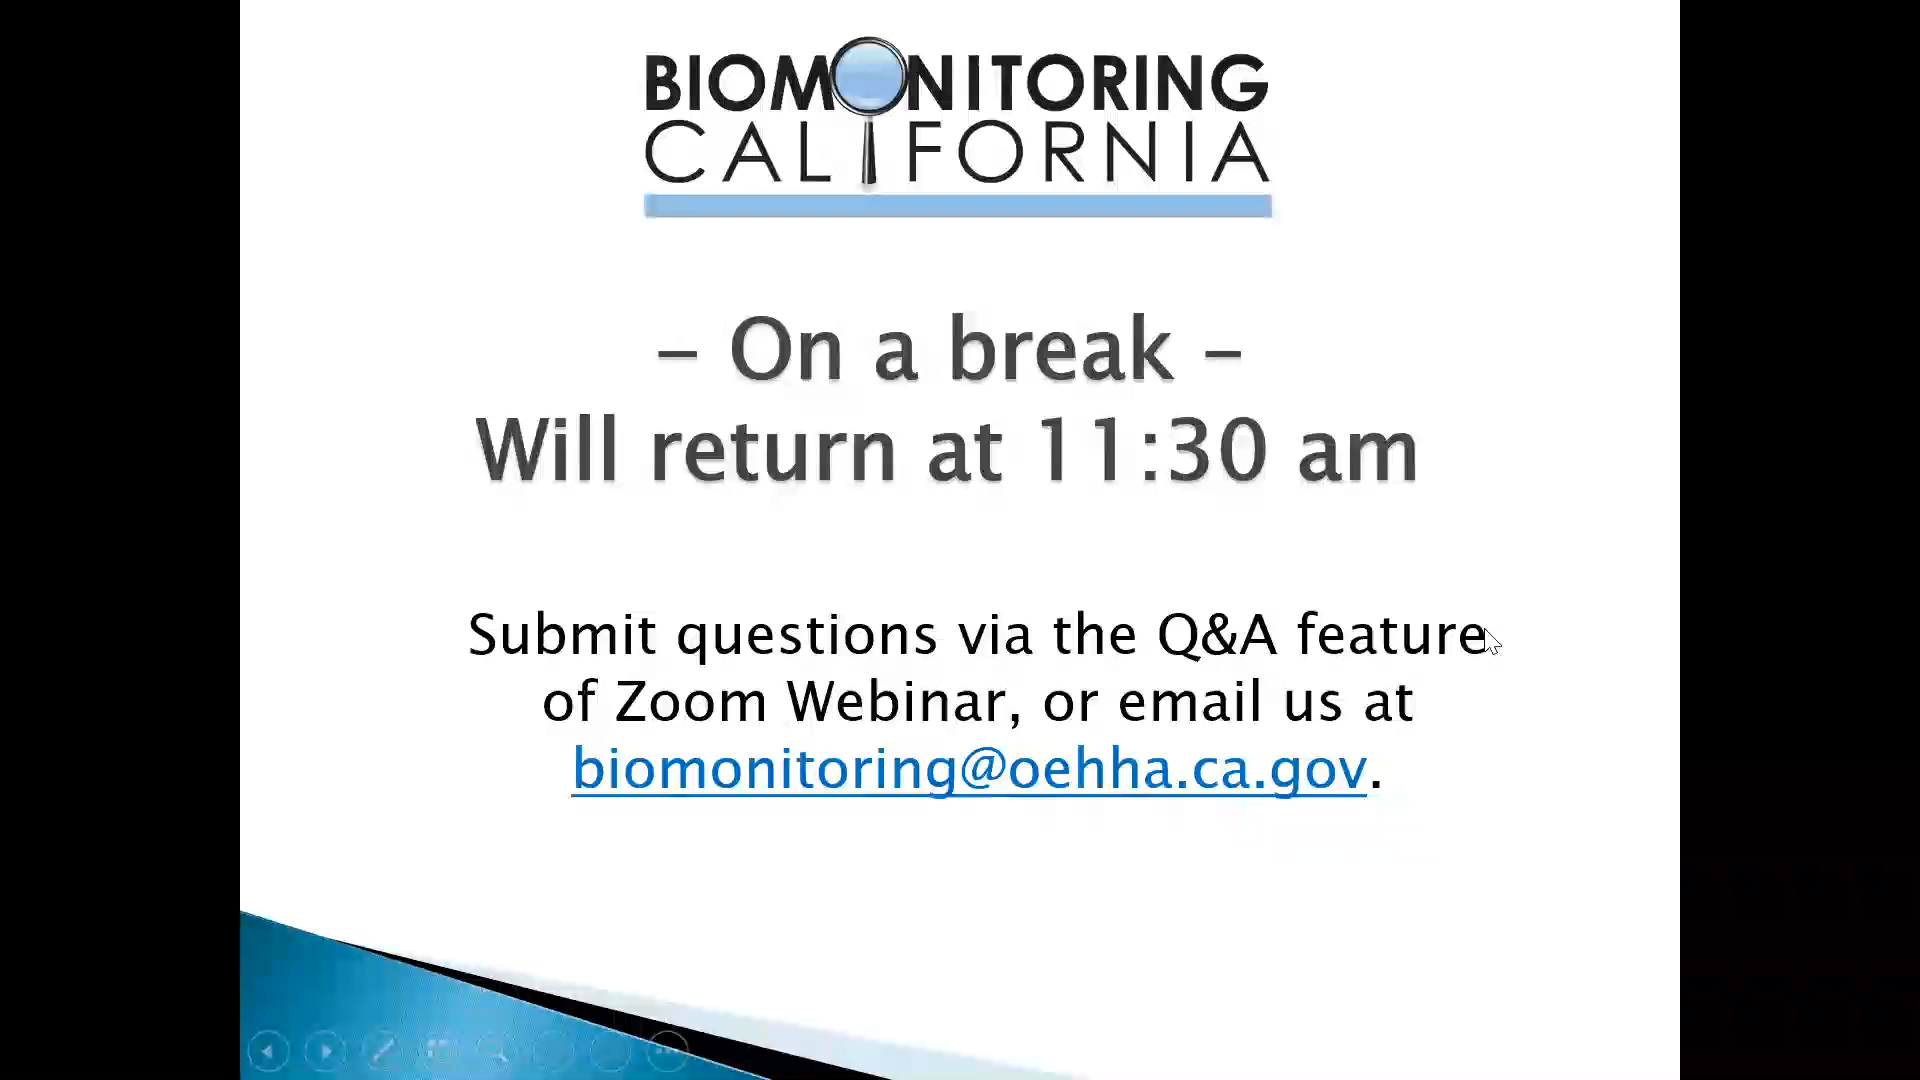 BIOMONITORING
CALIFORNIA
- On a break -
Will return at 11:30 am
Submit questions via the Q&A feature
of Zoom Webinar, or email us at
biomonitoring@oehha.ca.gov.